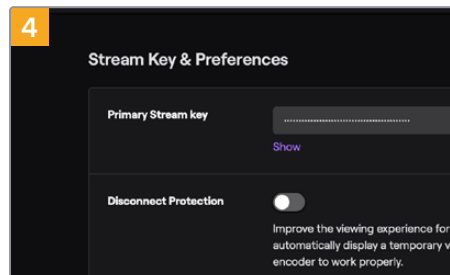 4
Stream Key & Preferences
Primary Stream key
Show
Disconnect Protection
Improve the viewing experience for
automatically display a temporary
encoder to work properly.